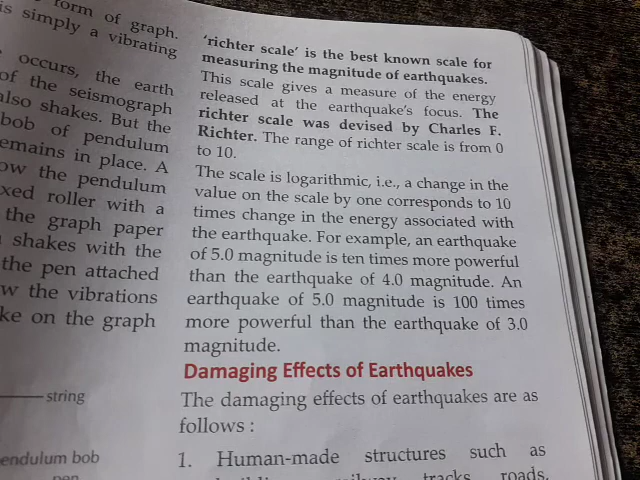 form of graph.
is simply a vibrating
occurs, the earth
of the seismograph
also shakes. But the
bob of pendulum
emains in place. A
ow the pendulum
xed roller with a
the graph paper
shakes with the
the pen attached
w the vibrations
ke on the graph
string
endulum bob
pen
'richter scale' is the best known scale for
measuring the magnitude of earthquakes.
This scale gives a measure of the energy
released at the earthquake's focus. The
richter scale was devised by Charles F.
Richter. The range of richter scale is from 0
to 10.
The scale is logarithmic, i.e., a change in the
value on the scale by one corresponds to 10
times change in the energy associated with
the earthquake. For example, an earthquake
of 5.0 magnitude is ten times more powerful
than the earthquake of 4.0 magnitude. An
earthquake of 5.0 magnitude is 100 times
more powerful than the earthquake of 3.0
magnitude.
Damaging Effects of Earthquakes
The damaging effects of earthquakes are as
follows :
1. Human-made structures such as
tracks roads,